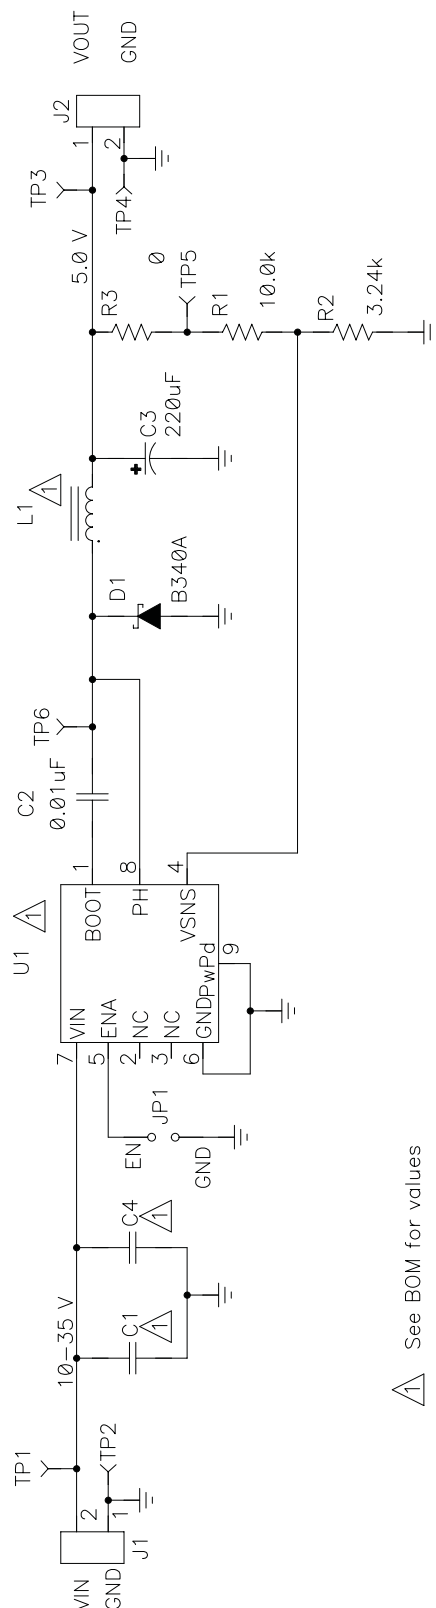 VIN
GND
J1
2
1
TP1
TP2
10-35 V
C1
1
C4
1
EN
JP1
GND
U1
1
7
VIN
5
ENA
2
NC
3
NC
6
GND
PwPd
9
BOOT
1
PH
8
VSNS
4
C2
0.01uF
TP6
D1
B340A
L1
1
C3
220uF
5.0 V
R3
0
TP5
R1
10.0k
R2
3.24k
TP3
TP4
1
2
J2
VOUT
GND
1 See BOM for values